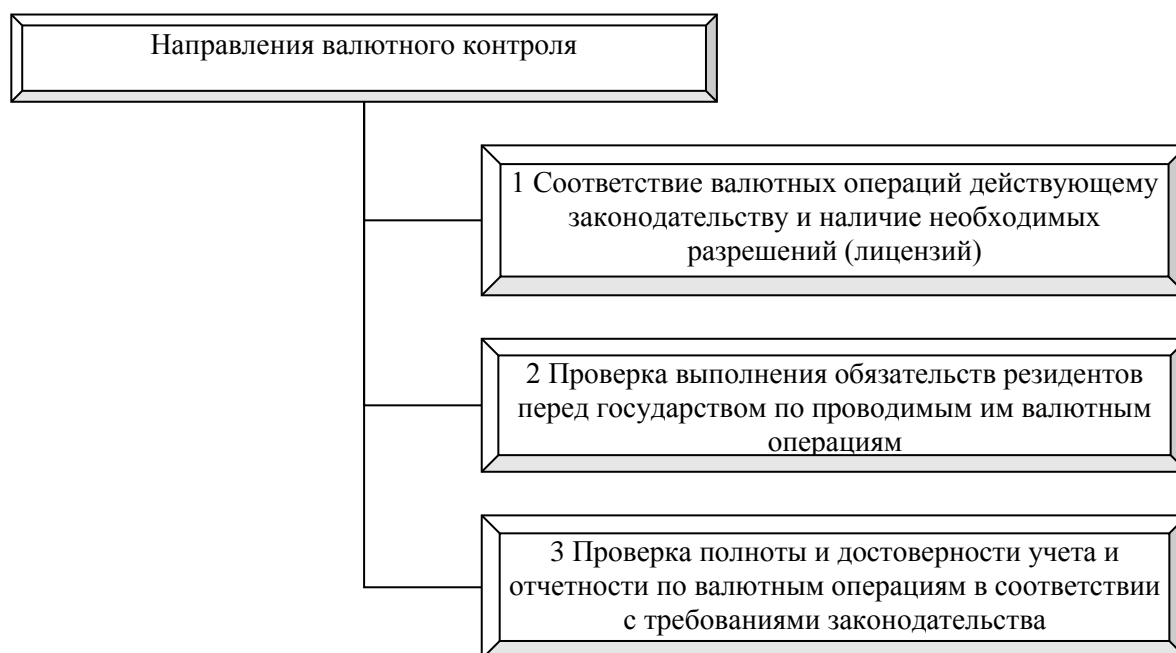 Направления валютного контроля
1 Соответствие валютных операций действующему
законодательству и наличие необходимых
разрешений (лицензий)
2 Проверка выполнения обязательств резидентов
перед государством по проводимым им валютным
операциям
3 Проверка полноты и достоверности учета и
отчетности по валютным операциям в соответствии
с требованиями законодательства